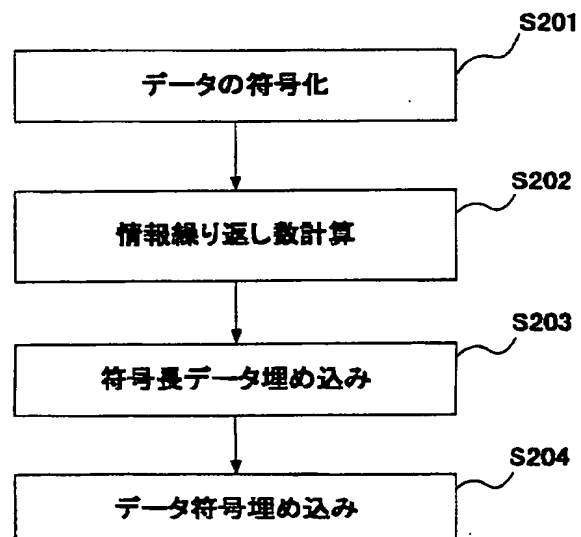 S201
データの符号化
S202
情報繰り返し数計算
S203
符号長データ埋め込み
S204
データ符号埋め込み